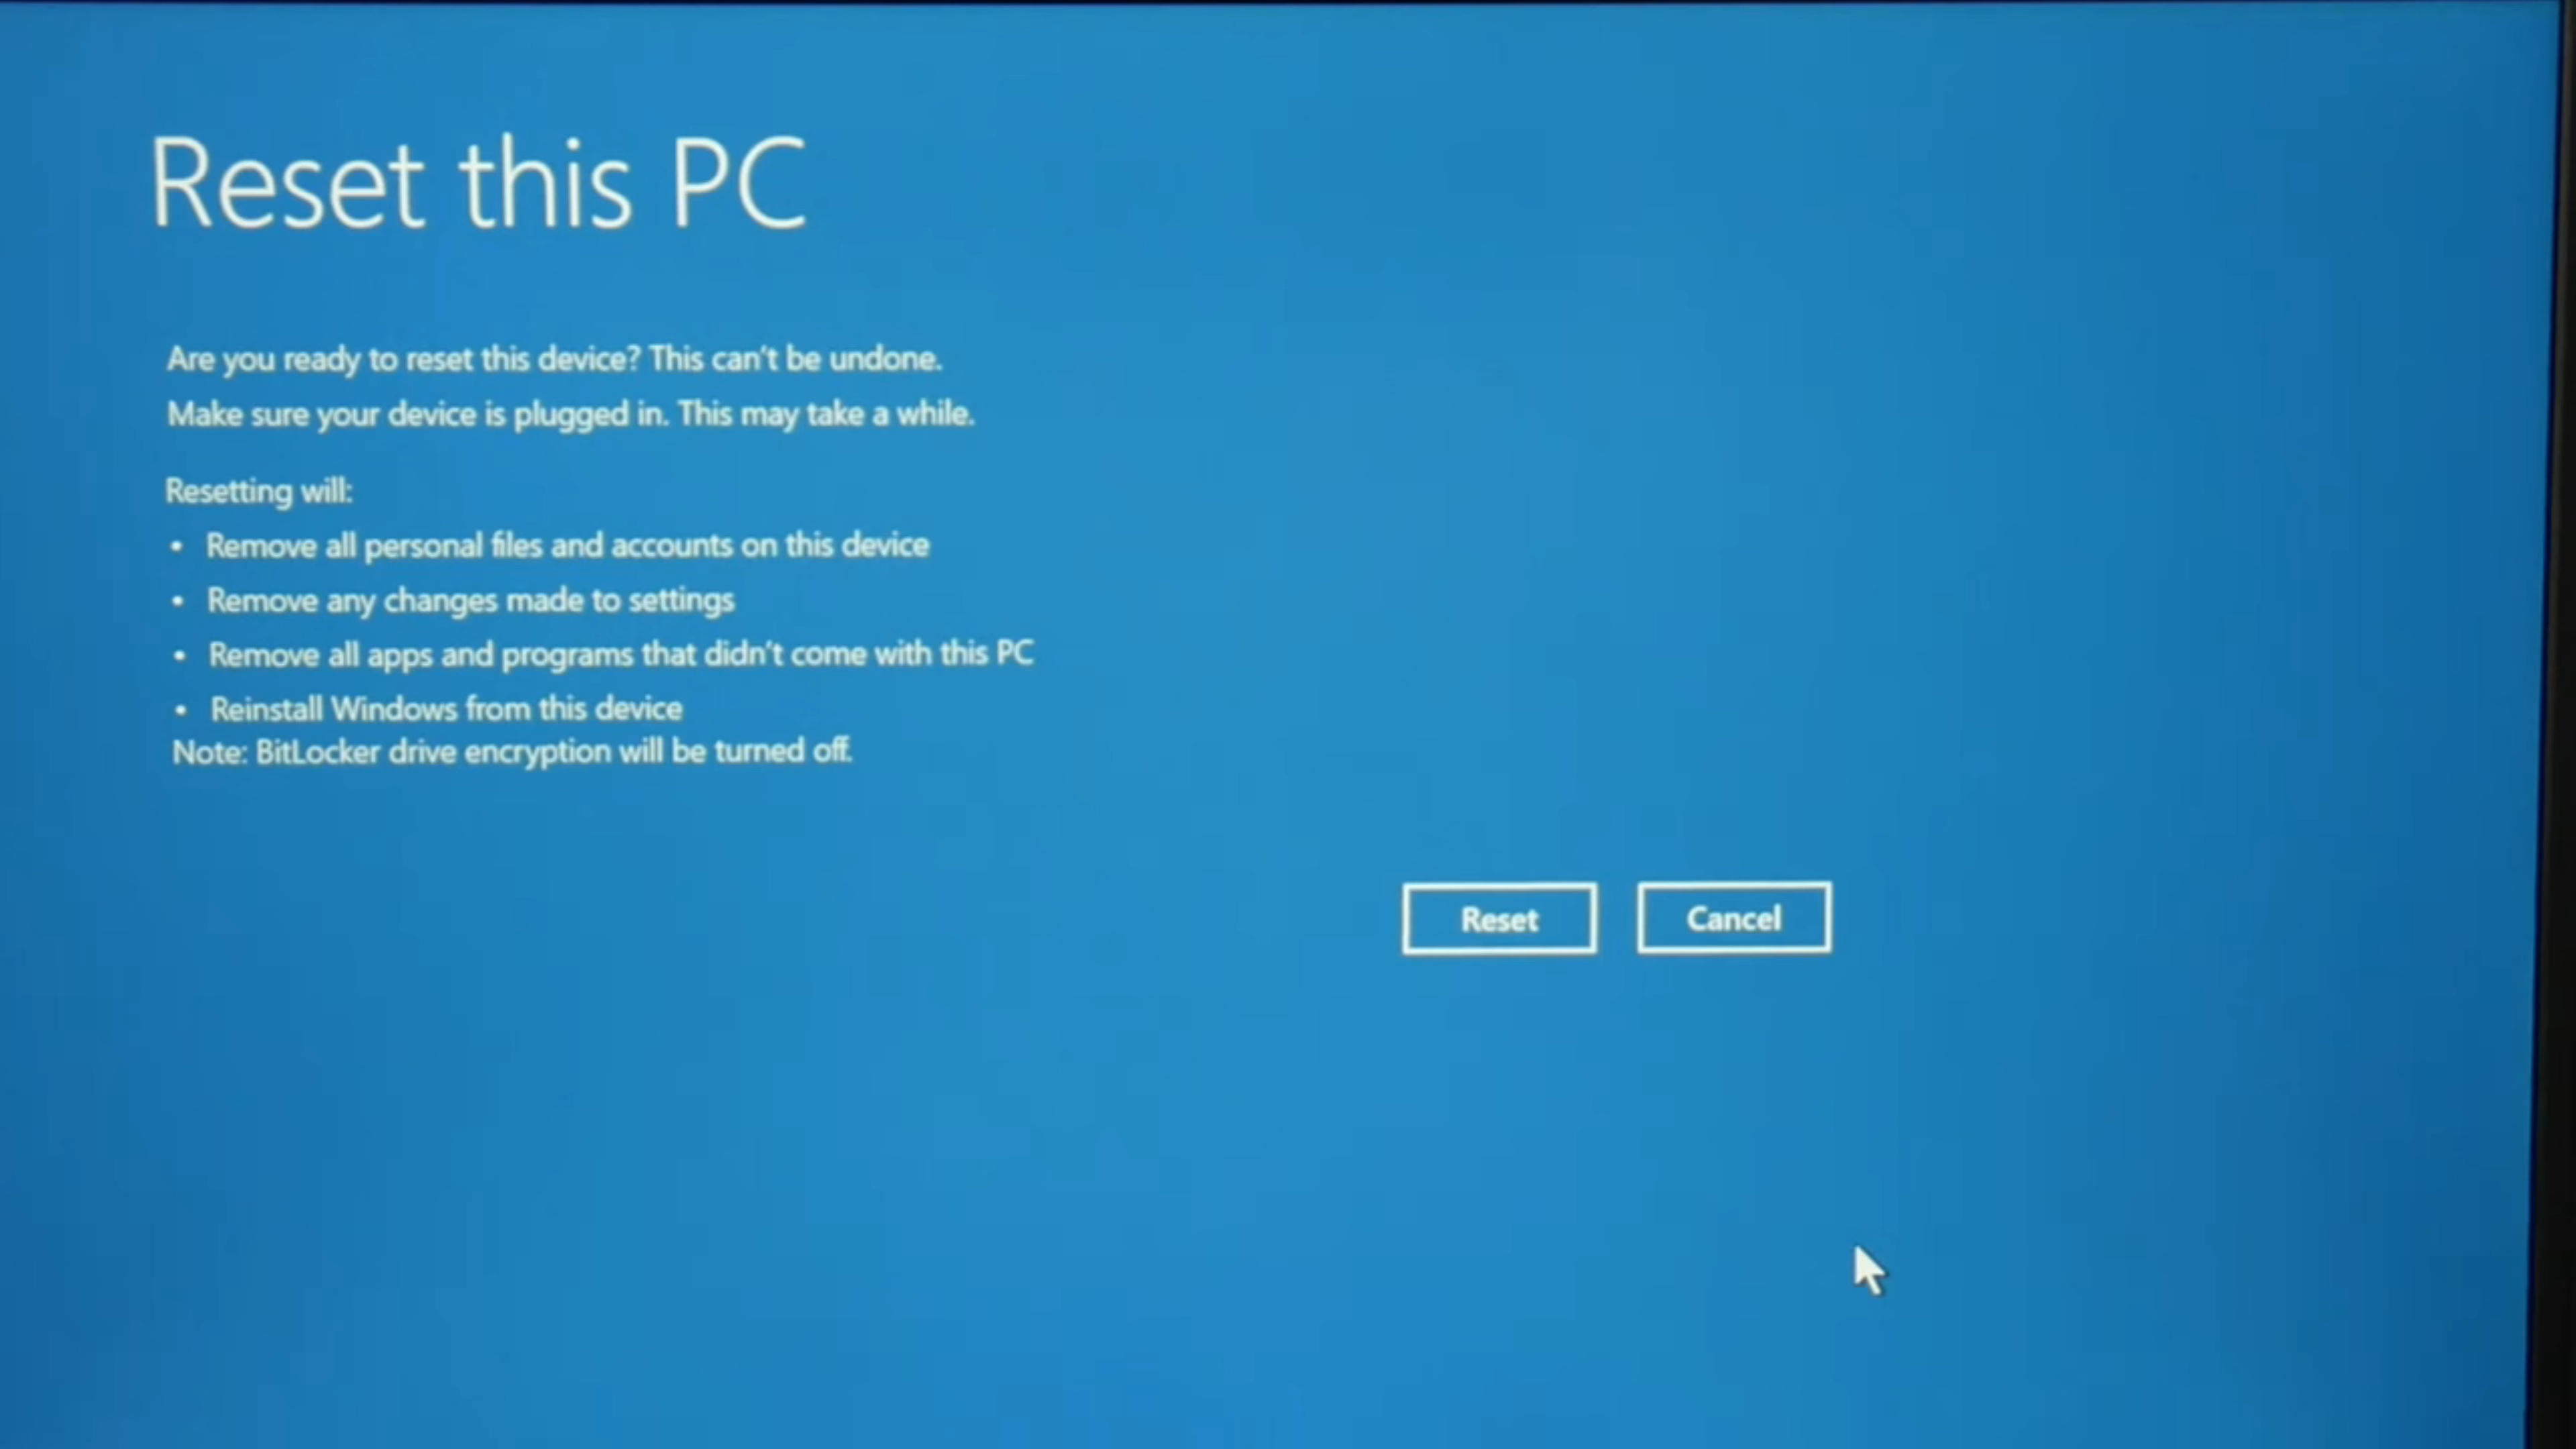 Reset this PC
Are you ready to reset this device? This can't be undone.
Make sure your device is plugged in. This may take a while.
Resetting will:
• Remove all personal files and accounts on this device
• Remove any changes made to settings
• Remove all apps and programs that didn't come with this PC
• Reinstall Windows from this device
Note: BitLocker drive encryption will be turned off.
Reset Cancel